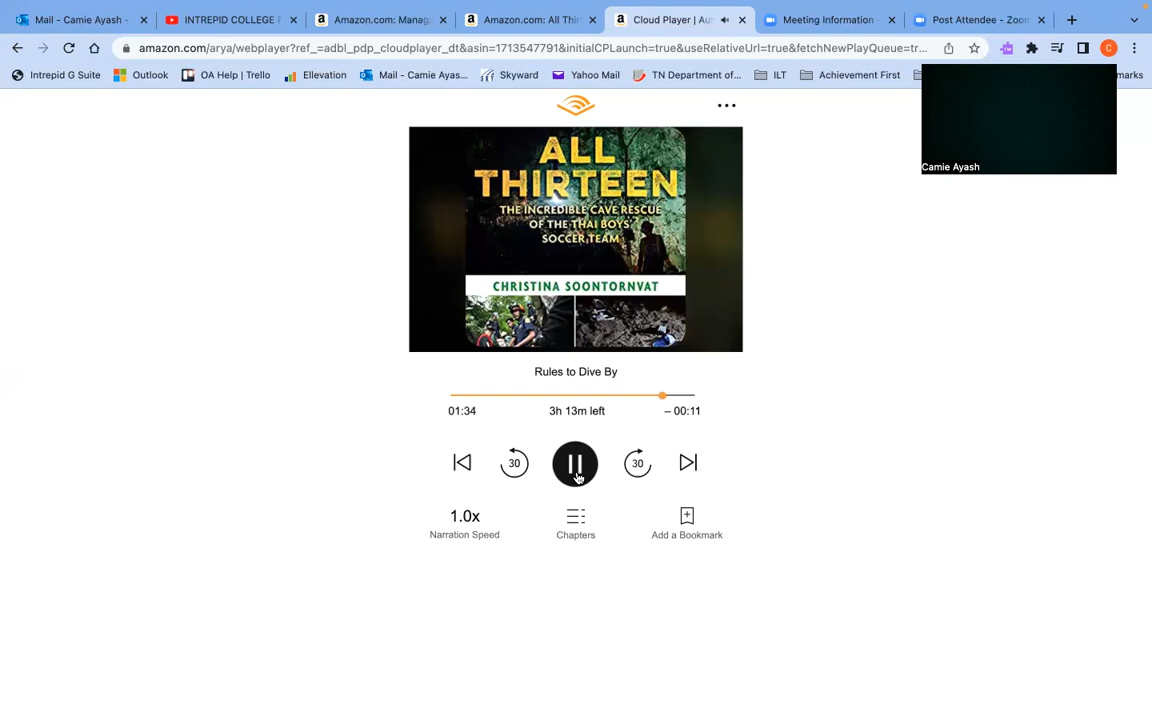 Mail - Camie Ayash -
INTREPID COLLEGE P
Amazon.com: Manag
Amazon.com: All Thir
Cloud Player | Au
Meeting Information -
Post Attendee - Zoom
amazon.com/arya/webplayer?ref_=adbl_pdp_cloudplayer_dt&asin=1713547791&initialCPLaunch=true&useRelativeUrl=true&fetchNewPlayQueue=tr...
C
Intrepid G Suite
Outlook
OA Help | Trello
Ellevation
Mail - Camie Ayas...
Skyward
Yahoo Mail
TN Department of...
ILT
Achievement First
marks
Camie Ayash
ALL
THIRTEEN
THE INCREDIBLE CAVE RESCUE
OF THE THAI BOYS'
SOCCER TEAM
CHRISTINA SOONTORNVAT
Rules to Dive By
01:34
3h 13m left
– 00:11
30
30
1.0x
Narration Speed
Chapters
Add a Bookmark